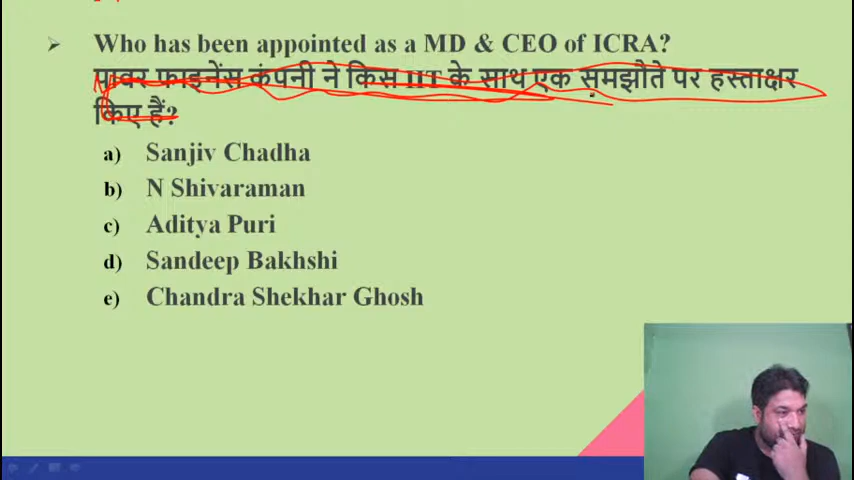 Who has been appointed as a MD & CEO of ICRA?
पावर फाइनेंस कंपनी ने किस IIT के साथ एक समझौते पर हस्ताक्षर
किए हैं?
a) Sanjiv Chadha
b) N Shivaraman
c) Aditya Puri
d) Sandeep Bakhshi
e) Chandra Shekhar Ghosh